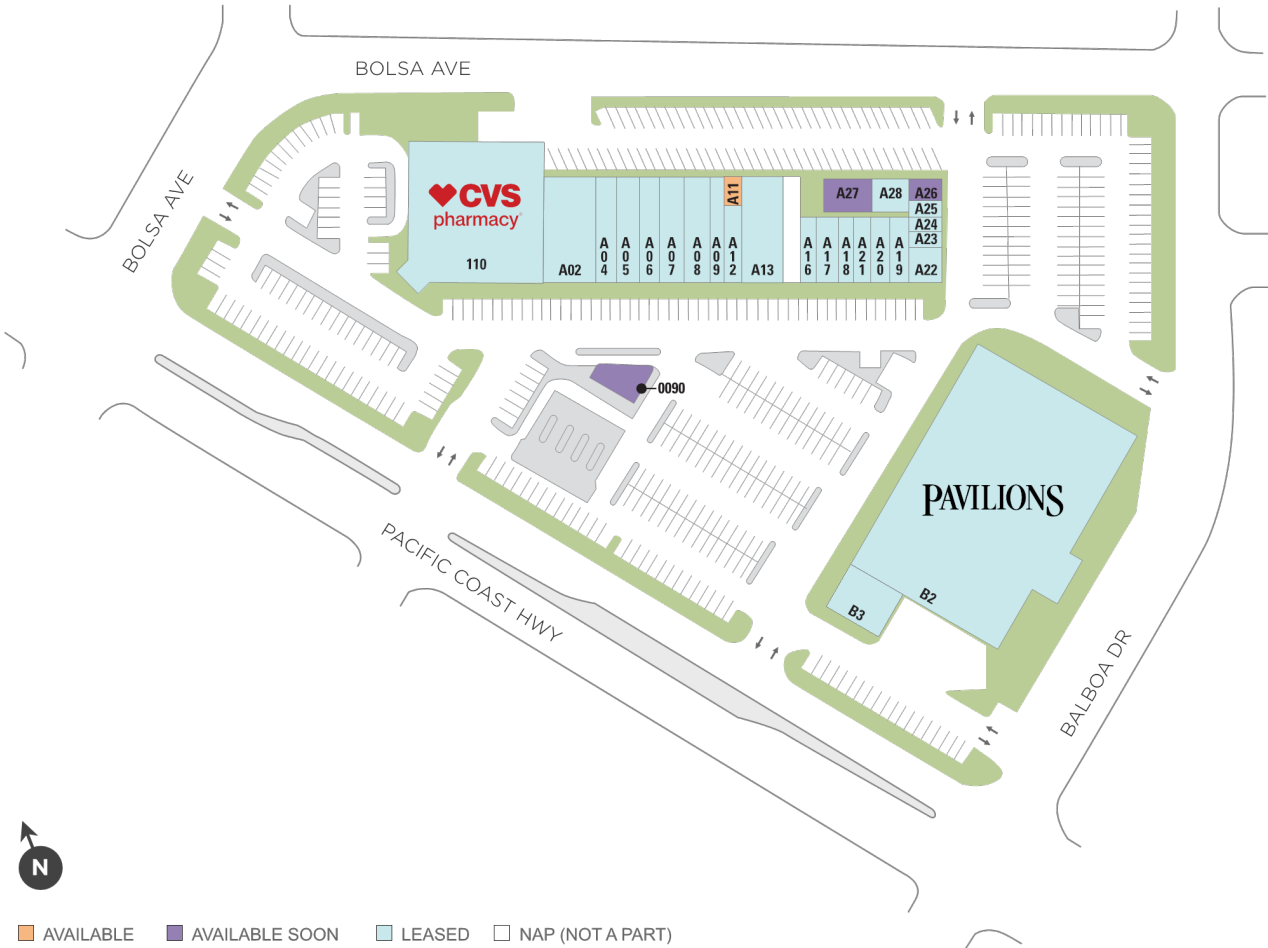 BOLSA AVE
BOLSA AVE
CVS
pharmacy
110
A02
A04
A05
A06
A07
A08
A09
A11
A12
A13
A16
A17
A18
A21
A20
A19
A27
A28
A26
A25
A24
A23
A22
0090
PAVILIONS
B2
B3
PACIFIC COAST HWY
BALBOA DR
N
AVAILABLE
AVAILABLE SOON
LEASED
NAP (NOT A PART)